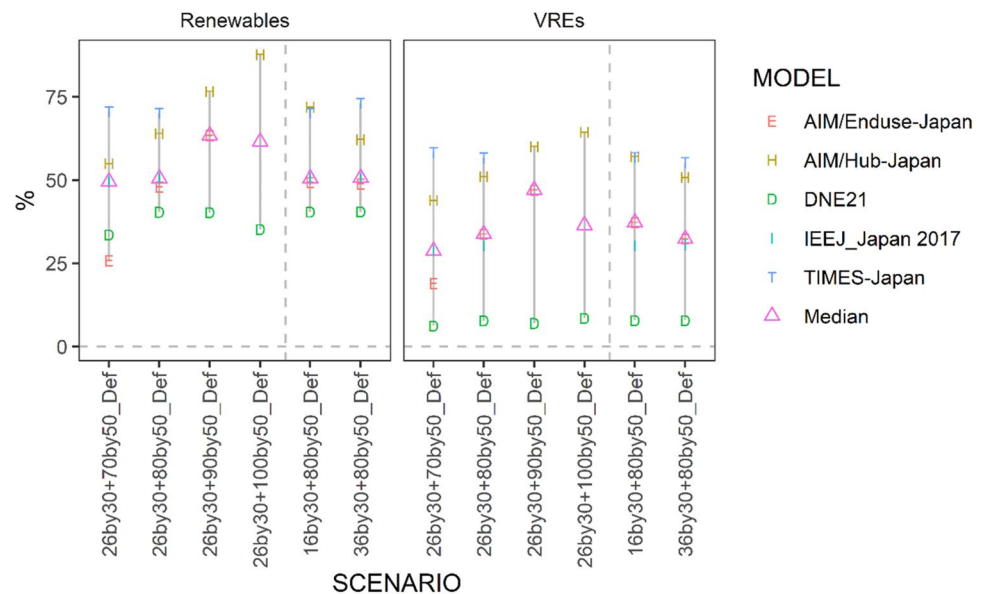 Renewables
VREs
%
75
50
25
0
T
T
H
H
H
T
H
T
H
H
I
D
E
I
E
D
E
D
D
I
E
D
I
E
D
T
H
T
H
H
H
H
T
T
H
I
E
D
E
I
D
E
D
D
E
I
D
E
I
D
26by30+70by50_Def
26by30+80by50_Def
26by30+90by50_Def
26by30+100by50_Def
16by30+80by50_Def
36by30+80by50_Def
26by30+70by50_Def
26by30+80by50_Def
26by30+90by50_Def
26by30+100by50_Def
16by30+80by50_Def
36by30+80by50_Def
SCENARIO
MODEL
E AIM/Enduse-Japan
H AIM/Hub-Japan
D DNE21
I IEEJ_Japan 2017
T TIMES-Japan
Median